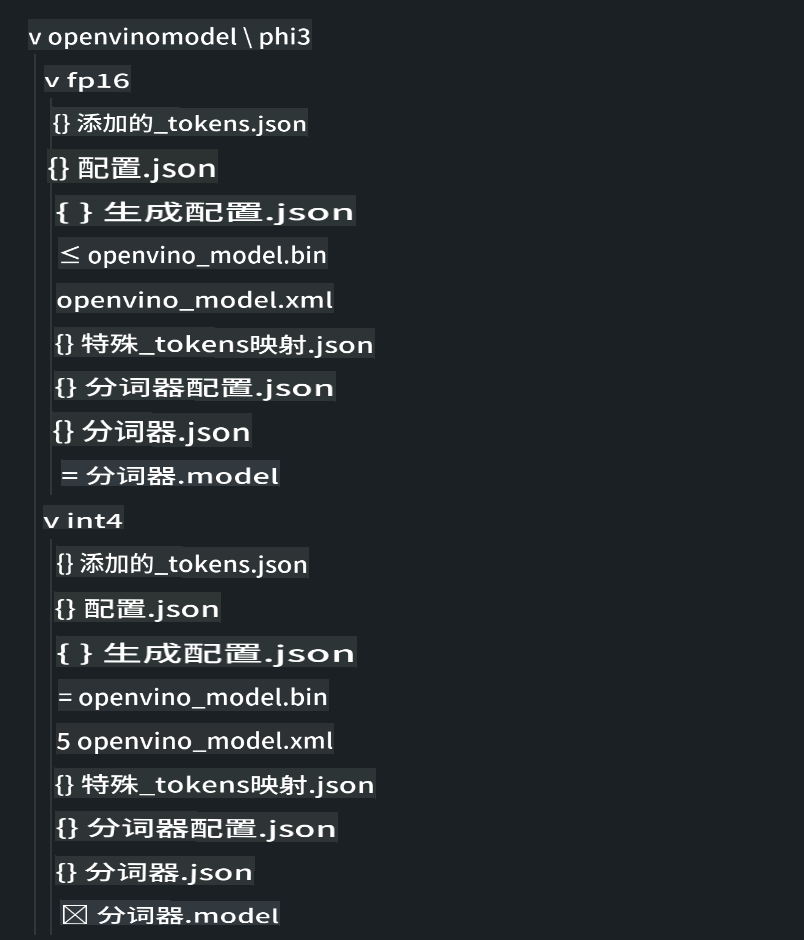 v openvinomodel \ phi3
v fp16
{} 添加的_tokens.json
{} 配置.json
{ } 生成配置.json
≤ openvino_model.bin
openvino_model.xml
{} 特殊_tokens映射.json
{} 分词器配置.json
{} 分词器.json
= 分词器.model
v int4
{} 添加的_tokens.json
{} 配置.json
{ } 生成配置.json
= openvino_model.bin
5 openvino_model.xml
{} 特殊_tokens映射.json
{} 分词器配置.json
{} 分词器.json
☒ 分词器.model